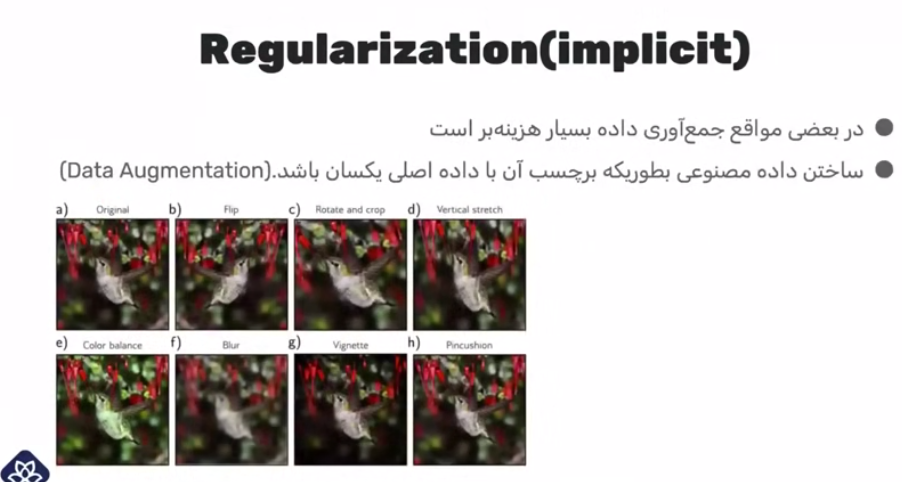 Regularization(implicit)
در بعضی مواقع جمع‌آوری داده بسیار هزینه‌بر است
ساختن داده مصنوعی بطوریکه برچسب آن با داده اصلی یکسان باشد.(Data Augmentation)
a) Original b) Flip c) Rotate and crop d) Vertical stretch
e) Color balance f) Blur g) Vignette h) Pincushion